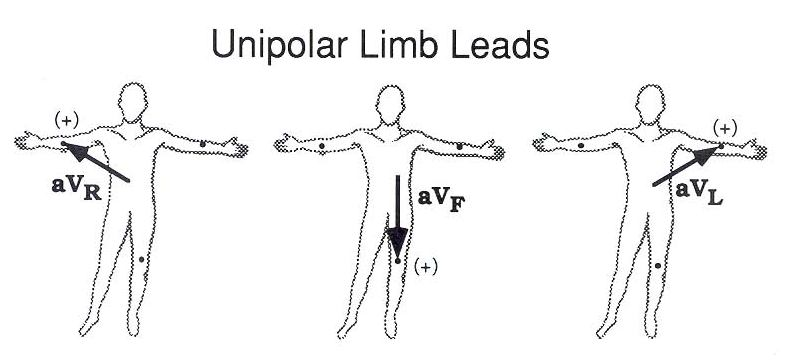 Unipolar Limb Leads
(+)
aVR
aVF
(+)
(+)
aVL